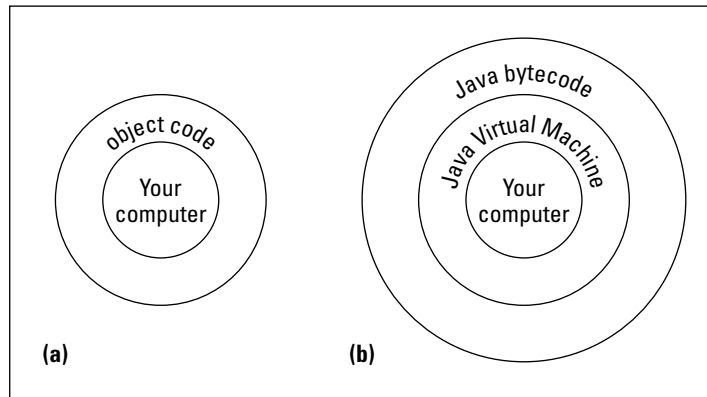 object code
Your
computer
(a)
Java bytecode
Java Virtual Machine
Your
computer
(b)